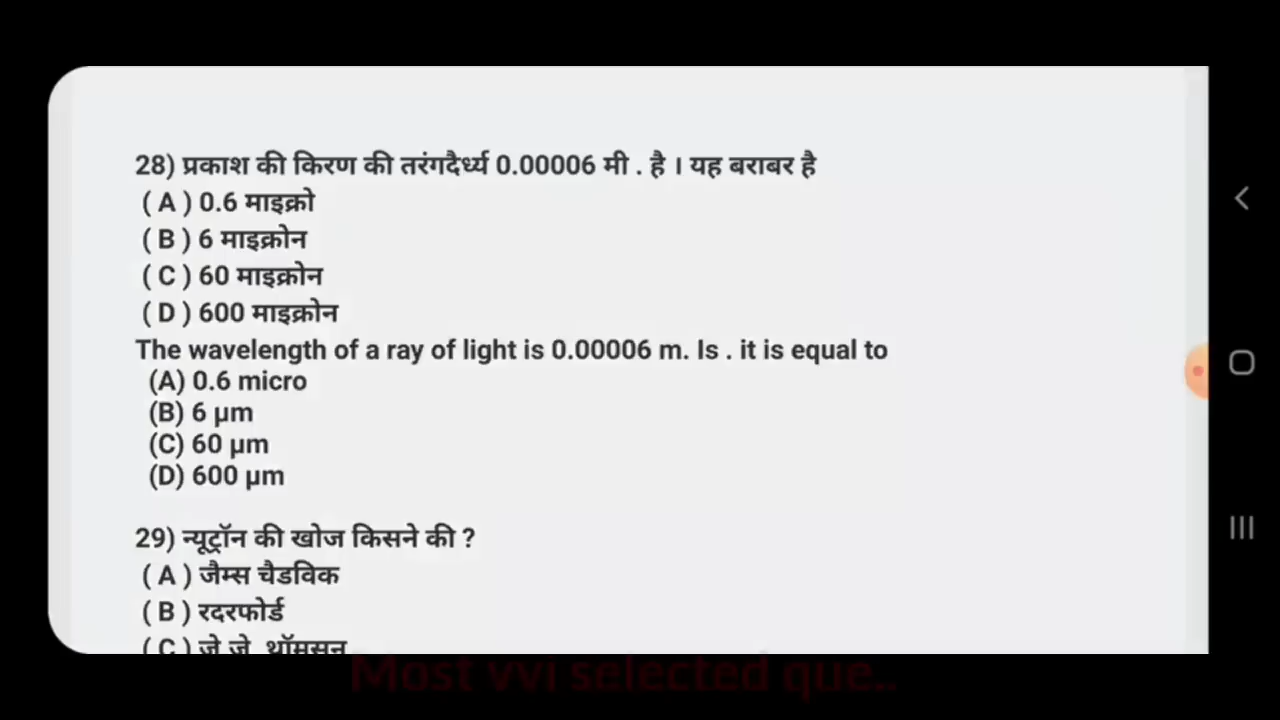 28) प्रकाश की किरण की तरंगदैर्ध्य 0.00006 मी . है । यह बराबर है
( A ) 0.6 माइक्रो
( B ) 6 माइक्रोन
( C ) 60 माइक्रोन
( D ) 600 माइक्रोन
The wavelength of a ray of light is 0.00006 m. Is . it is equal to
(A) 0.6 micro
(B) 6 µm
(C) 60 µm
(D) 600 µm
29) न्यूट्रॉन की खोज किसने की ?
( A ) जैम्स चैडविक
( B ) रदरफोर्ड
( C ) जे.जे. थॉमसन
Most vvi selected que..